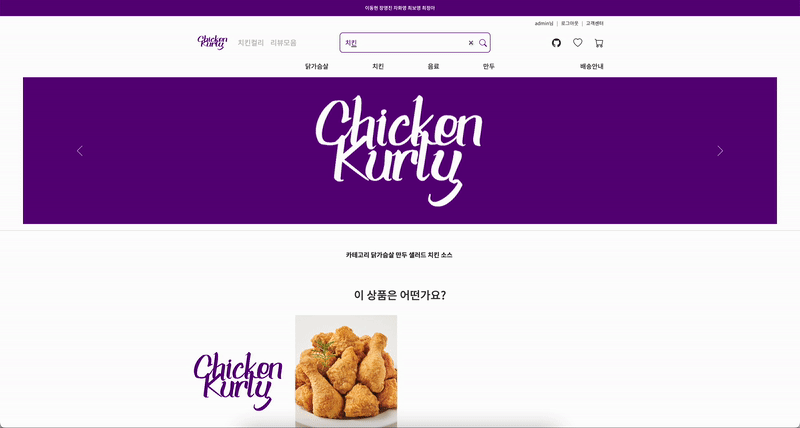 이동현 장영진 차화영 최보영 최정아
admin님 | 로그아웃 | 고객센터
Chicken
Kurly
치킨컬리 리뷰모음
치킨
닭가슴살 치킨 음료 만두 배송안내
Chicken
Kurly
카테고리 닭가슴살 만두 샐러드 치킨 소스
이 상품은 어떤가요?
Chicken
Kurly